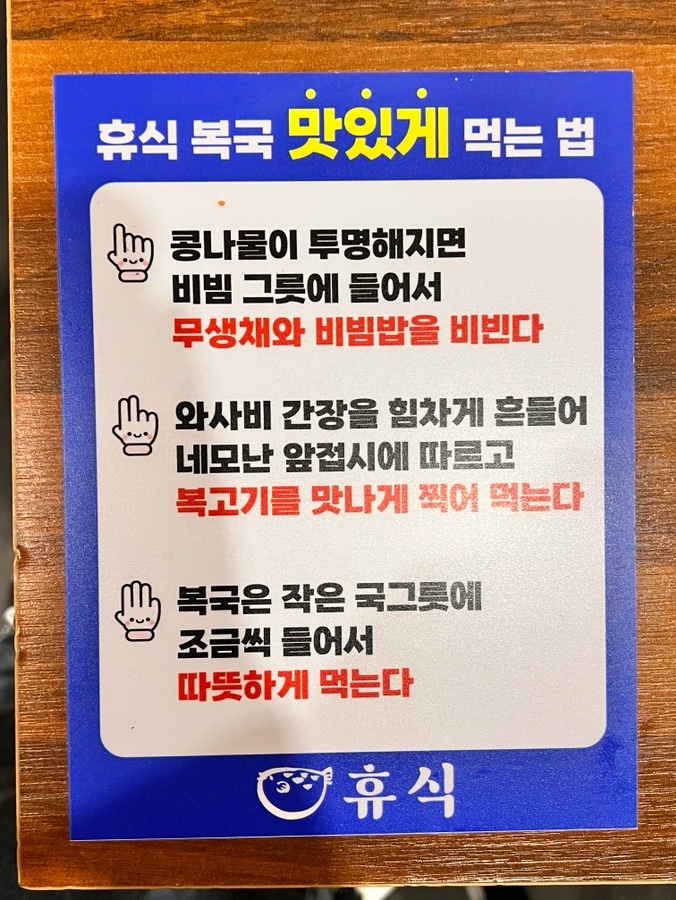 휴식 복국 맛있게 먹는 법
콩나물이 투명해지면
비빔 그릇에 들어서
무생채와 비빔밥을 비빈다
와사비 간장을 힘차게 흔들어
네모난 앞접시에 따르고
복고기를 맛나게 찍어 먹는다
복국은 작은 국그릇에
조금씩 들어서
따뜻하게 먹는다
휴식